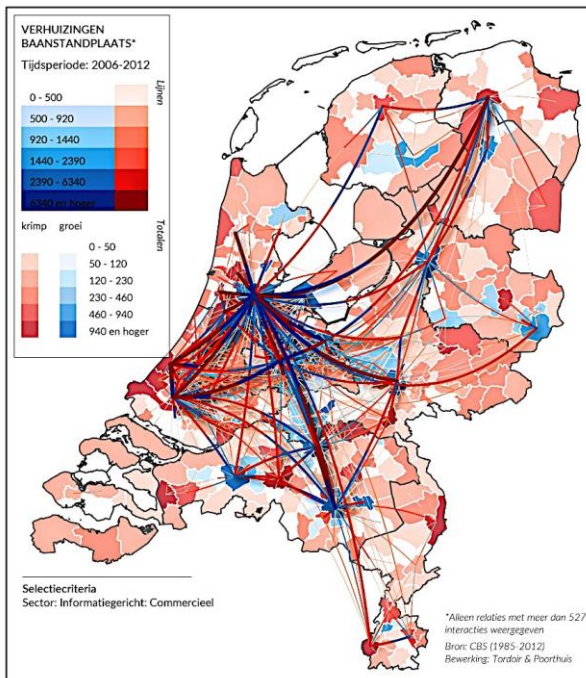 VERHUIZINGEN
BAANSTANDPLAATS*
Tijdsperiode: 2006-2012
Lijnen
0 - 500
500 - 920
920 - 1440
1440 - 2390
2390 - 6340
6340 en hoger
Totalen
krimp groei
0 - 50
50 - 120
120 - 230
230 - 460
460 - 940
940 en hoger
Selectiecriteria
Sector: Informatiegericht: Commercieel
*Alleen relaties met meer dan 527
interacties weergegeven
Bron: CBS (1985-2012)
Bewerking: Tordoir & Poorthuis